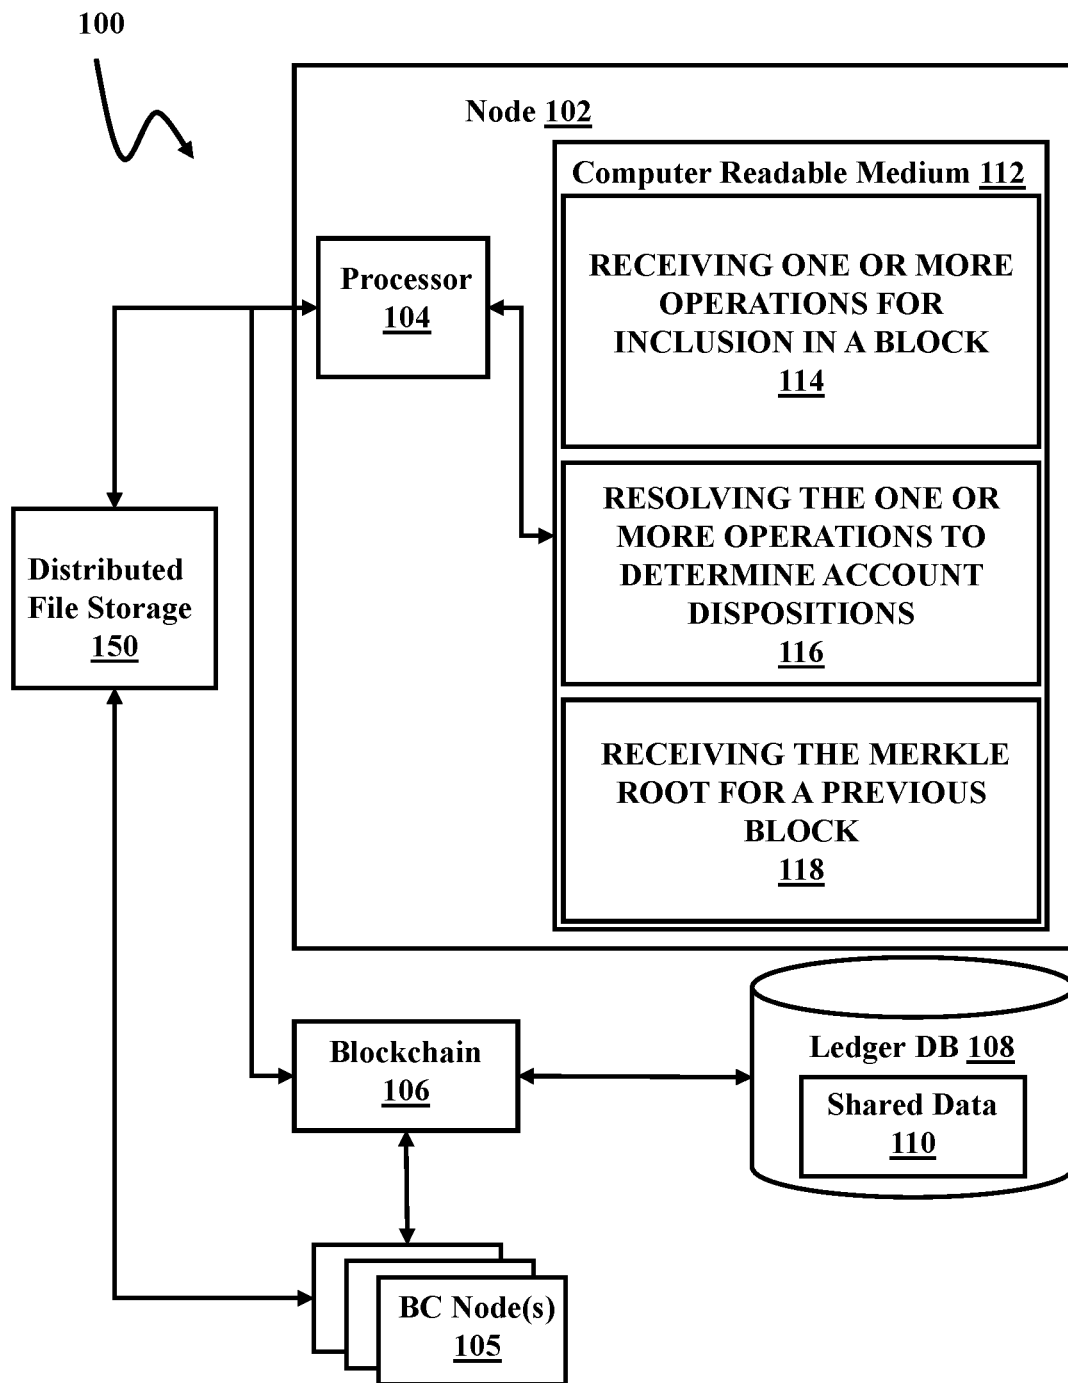 100
Node 102
Computer Readable Medium 112
RECEIVING ONE OR MORE
OPERATIONS FOR
INCLUSION IN A BLOCK
114
Processor
104
RESOLVING THE ONE OR
MORE OPERATIONS TO
DETERMINE ACCOUNT
DISPOSITIONS
116
Distributed
File Storage
150
RECEIVING THE MERKLE
ROOT FOR A PREVIOUS
BLOCK
118
Blockchain
106
Ledger DB 108
Shared Data
110
BC Node(s)
105